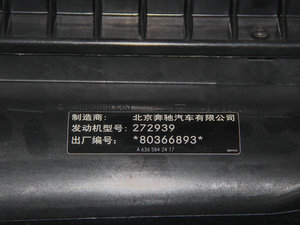 制造商: 北京奔驰汽车有限公司
发动机型号: 272939
出厂编号: *80366893*
A 636 584 24 17